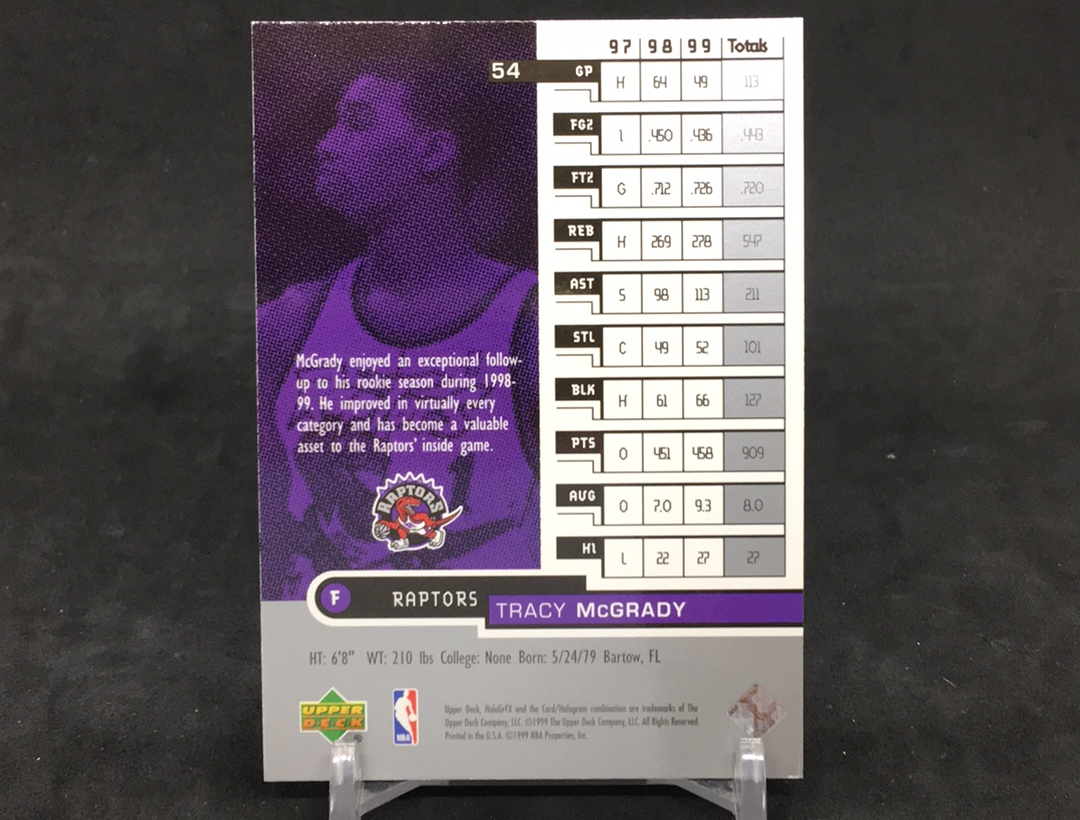 97 98 99 Totals
54 GP H 64 49 113
FG% I .450 .436 .443
FT% G .712 .726 .720
REB H 269 278 547
AST S 98 113 211
STL C 49 52 101
BLK H 61 66 127
PTS O 451 458 909
AVG O 7.0 9.3 8.0
HI L 22 27 27
McGrady enjoyed an exceptional follow-
up to his rookie season during 1998-
99. He improved in virtually every
category and has become a valuable
asset to the Raptors' inside game.
RAPTORS
F RAPTORS TRACY McGRADY
HT: 6'8" WT: 210 lbs College: None Born: 5/24/79 Bartow, FL
UPPER
DECK
®
NBA
Upper Deck, HoloGrFX and the Card/Hologram combination are trademarks of The
Upper Deck Company, LLC. ©1999 The Upper Deck Company, LLC. All Rights Reserved.
Printed in the U.S.A. ©1999 NBA Properties, Inc.